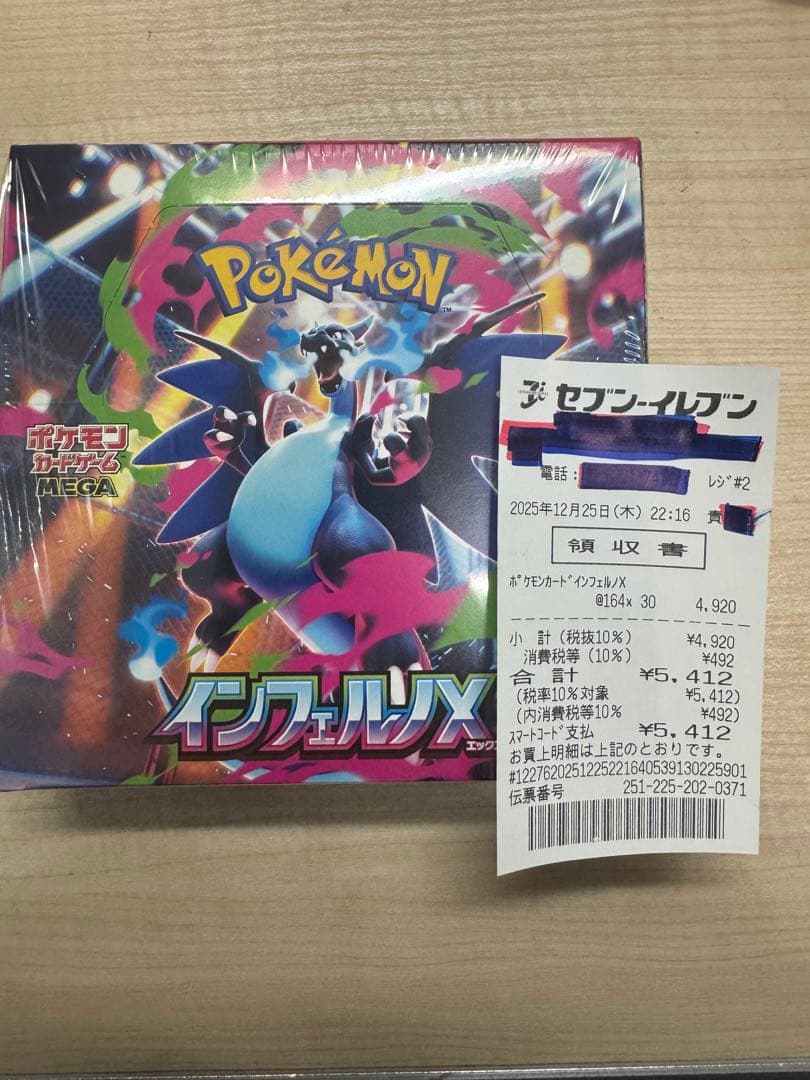 POKéMON
TM
ポケモン
カードゲーム
MEGA
インフェルノX
エックス
セブン-イレブン
電話:
レジ#2
2025年12月25日(木) 22:16 責
領収書
ポケモンカードインフェルノX
@164x 30 4,920
小 計(税抜10%) ¥4,920
消費税等(10%) ¥492
合 計 ¥5,412
(税率10%対象 ¥5,412)
(内消費税等10% ¥492)
スマートコード支払 ¥5,412
お買上明細は上記のとおりです。
#1227620251225221640539130225901
伝票番号 251-225-202-0371